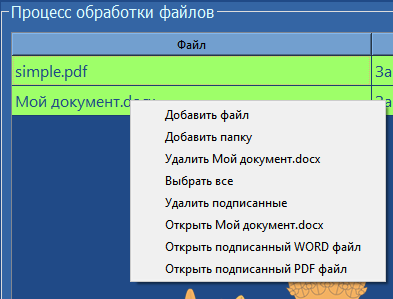 Процесс обработки файлов
Файл
simple.pdf За
Мой документ.docx За
Добавить файл
Добавить папку
Удалить Мой документ.docx
Выбрать все
Удалить подписанные
Открыть Мой документ.docx
Открыть подписанный WORD файл
Открыть подписанный PDF файл